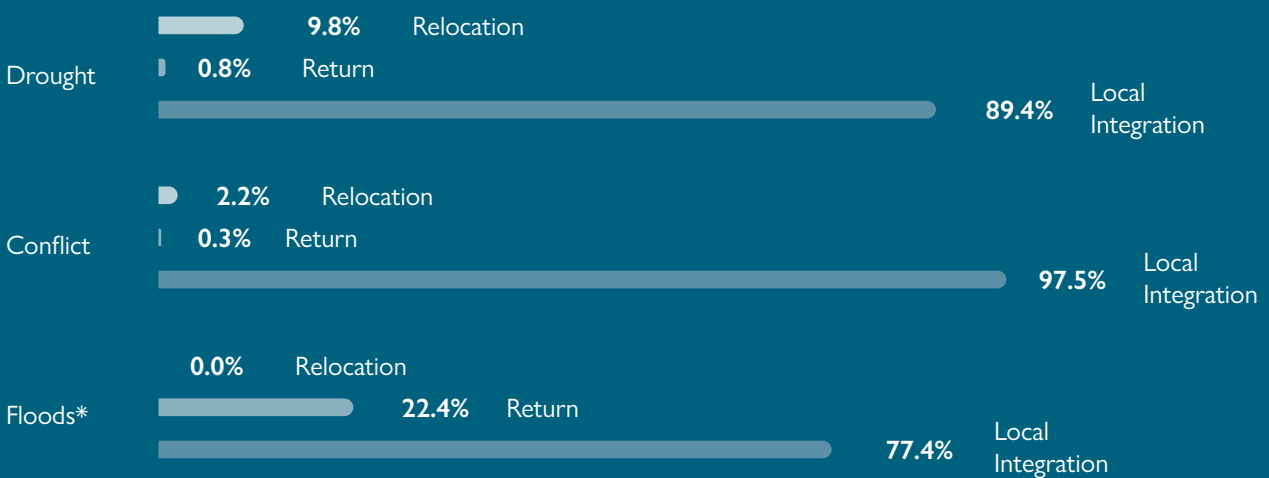 9.8% Relocation
Drought
0.8% Return
89.4% Local
Integration
2.2% Relocation
Conflict
0.3% Return
97.5% Local
Integration
0.0% Relocation
Floods*
22.4% Return
77.4% Local
Integration